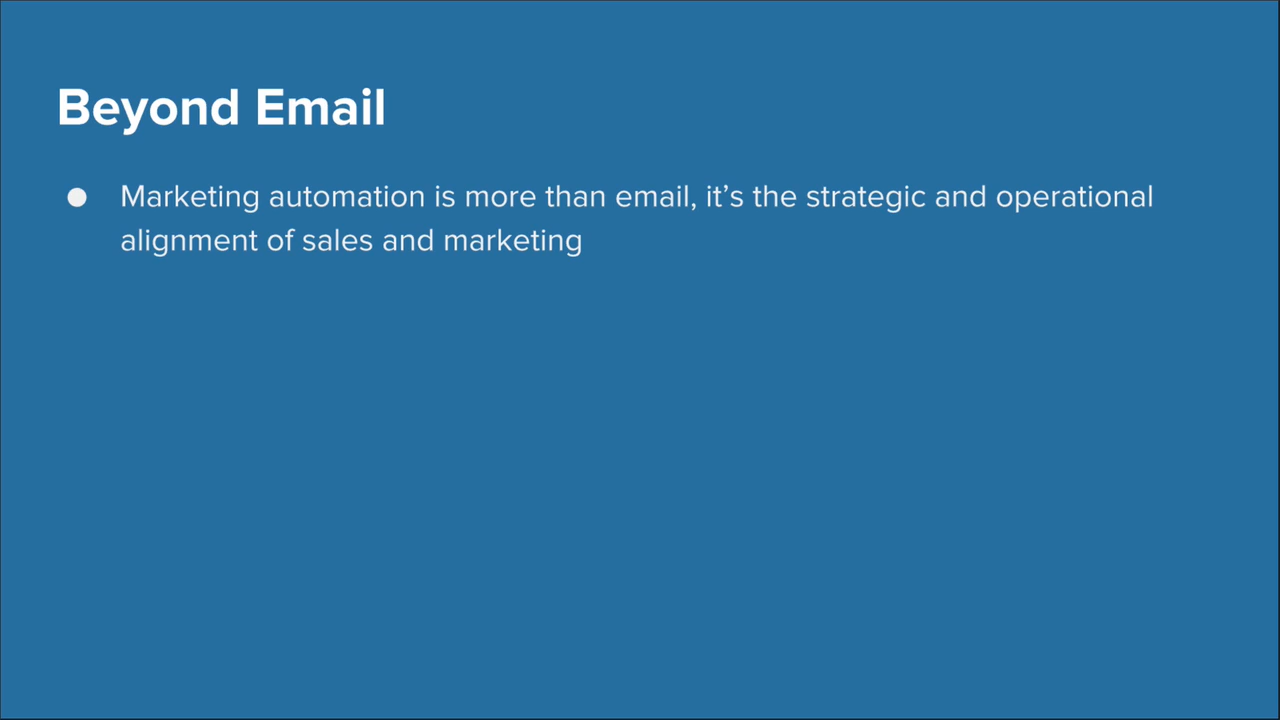 Beyond Email
● Marketing automation is more than email, it’s the strategic and operational
alignment of sales and marketing